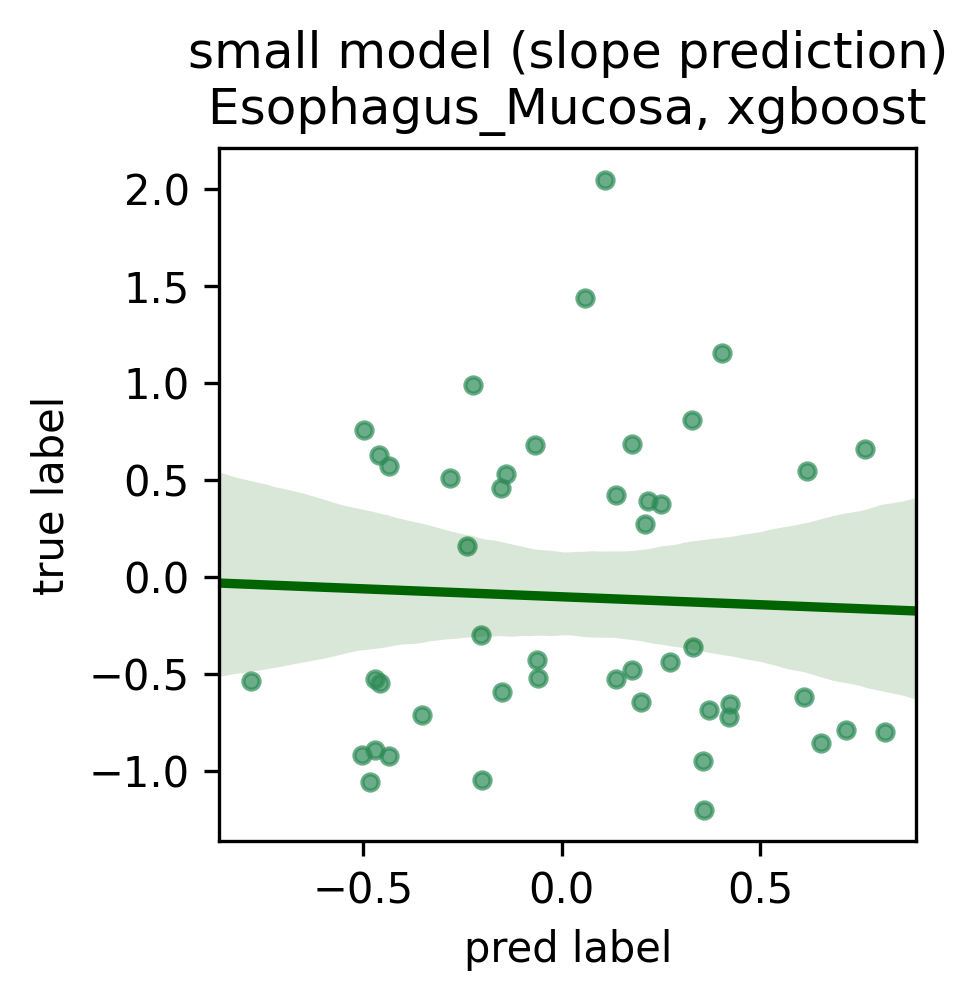 small model (slope prediction)
Esophagus_Mucosa, xgboost
2.0
1.5
1.0
0.5
0.0
−0.5
−1.0
true label
−0.5 0.0 0.5
pred label